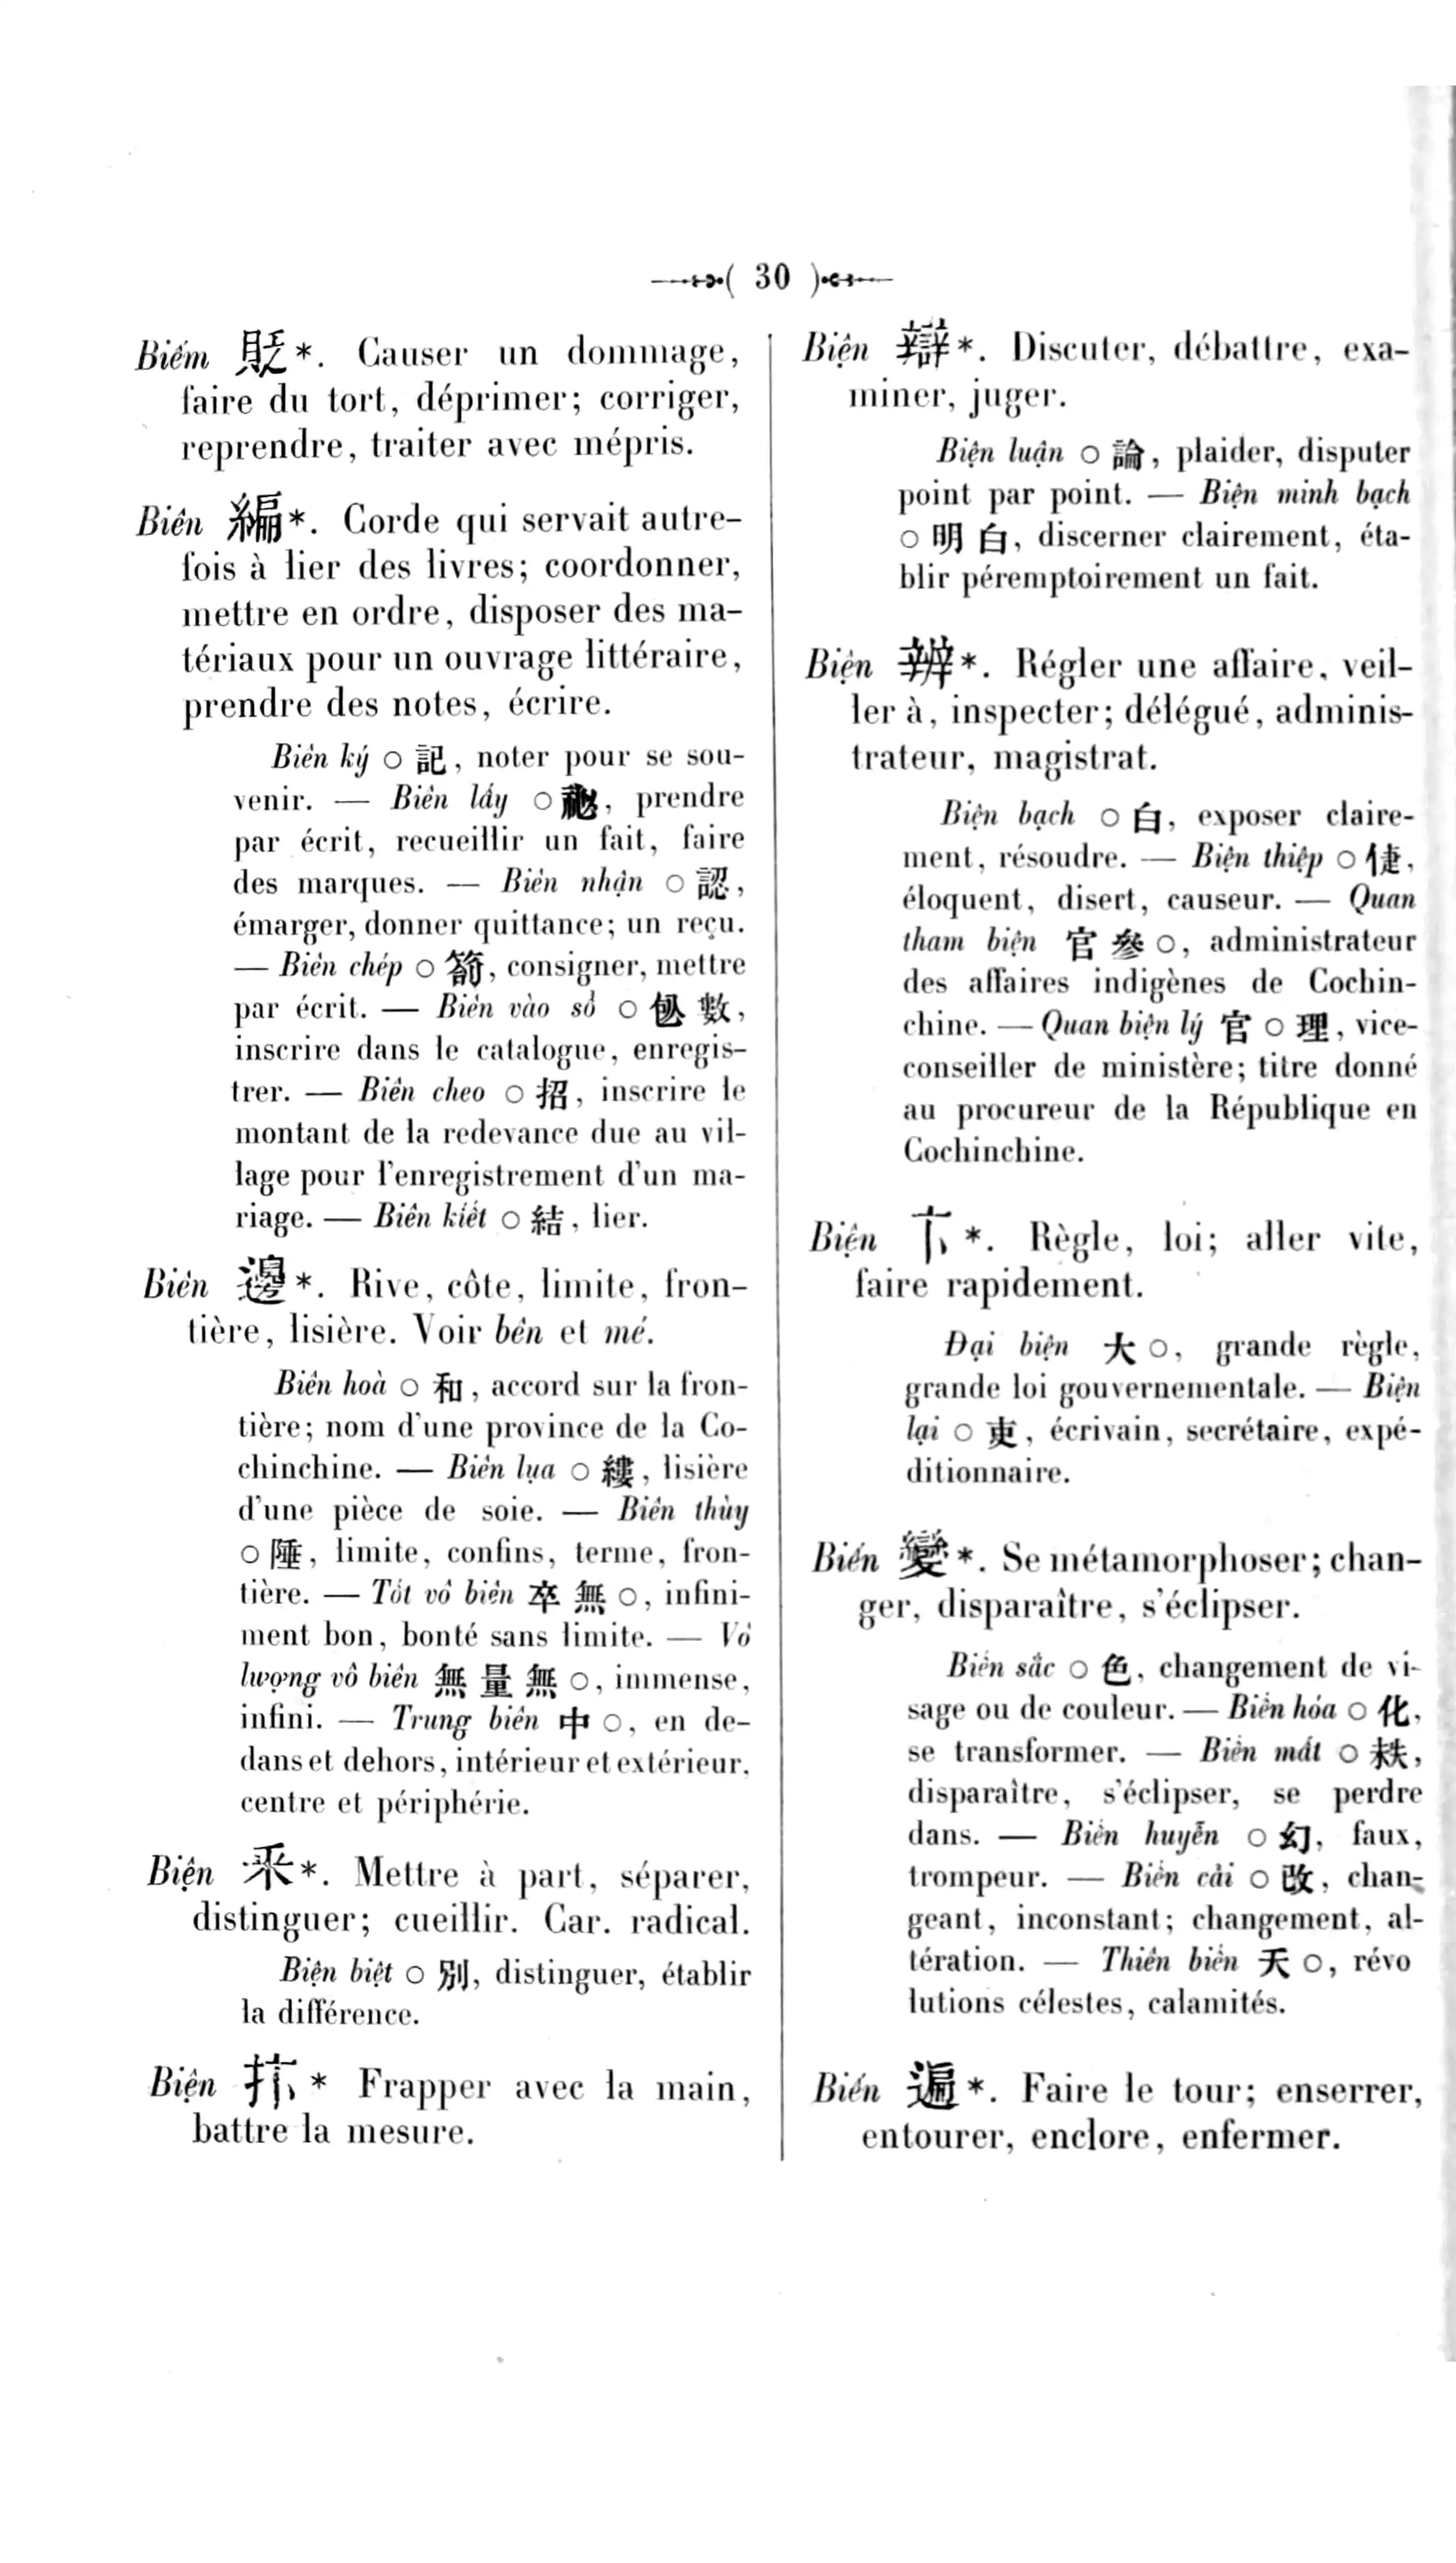 ( 30 )
Biếm 貶 *. Causer un dommage,
faire du tort, déprimer; corriger,
reprendre, traiter avec mépris.
Biên 編 *. Corde qui servait autre-
fois à lier des livres; coordonner,
mettre en ordre, disposer des ma-
tériaux pour un ouvrage littéraire,
prendre des notes, écrire.
Biên ký ○ 記, noter pour se sou-
venir. — Biên lấy ○ , prendre
par écrit, recueillir un fait, faire
des marques. — Biên nhận ○ 認,
émarger, donner quittance; un reçu.
— Biên chép ○ , consigner, mettre
par écrit. — Biên vào sổ ○ 數,
inscrire dans le catalogue, enregis-
trer. — Biên cheo ○ 招, inscrire le
montant de la redevance due au vil-
lage pour l'enregistrement d'un ma-
riage. — Biên kiết ○ 結, lier.
Biên 邊 *. Rive, côte, limite, fron-
tière, lisière. Voir bên et mé.
Biên hoà ○ 和, accord sur la fron-
tière; nom d'une province de la Co-
chinchine. — Biên lụa ○ 縷, lisière
d'une pièce de soie. — Biên thùy
○ 陲, limite, confins, terme, fron-
tière. — Tốt vô biên 卒 無 ○, infini-
ment bon, bonté sans limite. — Vô
lượng vô biên 無 量 無 ○, immense,
infini. — Trung biên 中 ○, en de-
dans et dehors, intérieur et extérieur,
centre et périphérie.
Biện 釆 *. Mettre à part, séparer,
distinguer; cueillir. Car. radical.
Biện biệt ○ 別, distinguer, établir
la différence.
Biện 抃 * Frapper avec la main,
battre la mesure.
Biện 辯 *. Discuter, débattre, exa-
miner, juger.
Biện luận ○ 論, plaider, disputer
point par point. — Biện minh bạch
○ 明 白, discerner clairement, éta-
blir péremptoirement un fait.
Biện 辦 *. Régler une affaire, veil-
ler à, inspecter; délégué, adminis-
trateur, magistrat.
Biện bạch ○ 白, exposer claire-
ment, résoudre. — Biện thiệp ○ 倢,
éloquent, disert, causeur. — Quan
tham biện 官 參 ○, administrateur
des affaires indigènes de Cochin-
chine. — Quan biện lý 官 ○ 理, vice-
conseiller de ministère; titre donné
au procureur de la République en
Cochinchine.
Biện 卞 *. Règle, loi; aller vite,
faire rapidement.
Đại biện 大 ○, grande règle,
grande loi gouvernementale. — Biện
lại ○ 吏, écrivain, secrétaire, expé-
ditionnaire.
Biến 變 *. Se métamorphoser; chan-
ger, disparaître, s'éclipser.
Biến sắc ○ 色, changement de vi-
sage ou de couleur. — Biến hóa ○ 化,
se transformer. — Biến mất ○ ,
disparaître, s'éclipser, se perdre
dans. — Biến huyễn ○ 幻, faux,
trompeur. — Biến cải ○ 改, chan-
geant, inconstant; changement, al-
tération. — Thiên biến 天 ○, révo
lutions célestes, calamités.
Biến 遍 *. Faire le tour; enserrer,
entourer, enclore, enfermer.